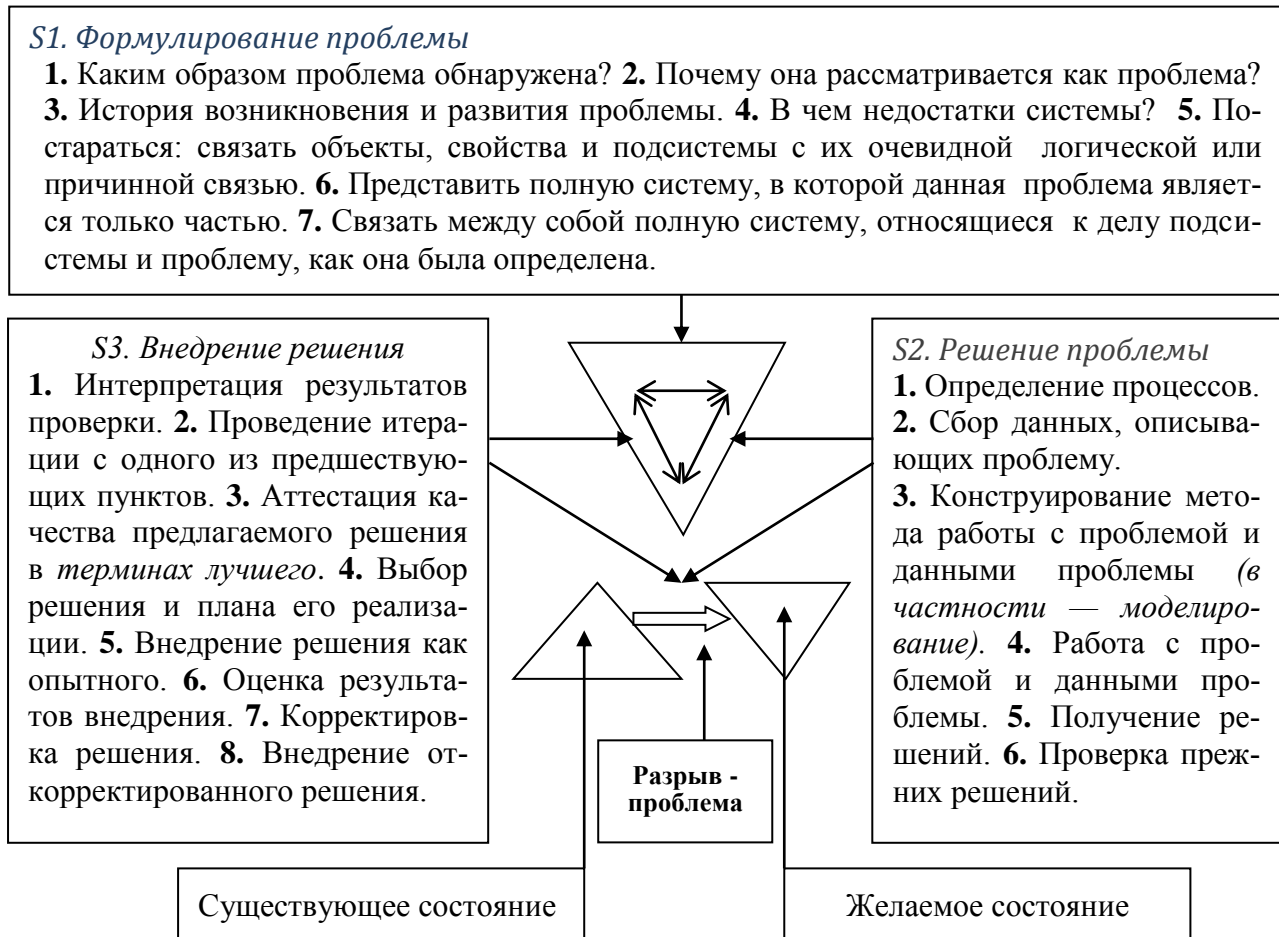 S1. Формулирование проблемы
1. Каким образом проблема обнаружена? 2. Почему она рассматривается как проблема?
3. История возникновения и развития проблемы. 4. В чем недостатки системы? 5. По-
стараться: связать объекты, свойства и подсистемы с их очевидной логической или
причинной связью. 6. Представить полную систему, в которой данная проблема являет-
ся только частью. 7. Связать между собой полную систему, относящиеся к делу подси-
стемы и проблему, как она была определена.
S3. Внедрение решения
1. Интерпретация результатов
проверки. 2. Проведение итера-
ции с одного из предшествую-
щих пунктов. 3. Аттестация ка-
чества предлагаемого решения
в терминах лучшего. 4. Выбор
решения и плана его реализа-
ции. 5. Внедрение решения как
опытного. 6. Оценка результа-
тов внедрения. 7. Корректиров-
ка решения. 8. Внедрение от-
корректированного решения.
S2. Решение проблемы
1. Определение процессов.
2. Сбор данных, описыва-
ющих проблему.
3. Конструирование мето-
да работы с проблемой и
данными проблемы (в
частности — моделиро-
вание). 4. Работа с про-
блемой и данными про-
блемы. 5. Получение ре-
шений. 6. Проверка преж-
них решений.
Разрыв -
проблема
Существующее состояние
Желаемое состояние